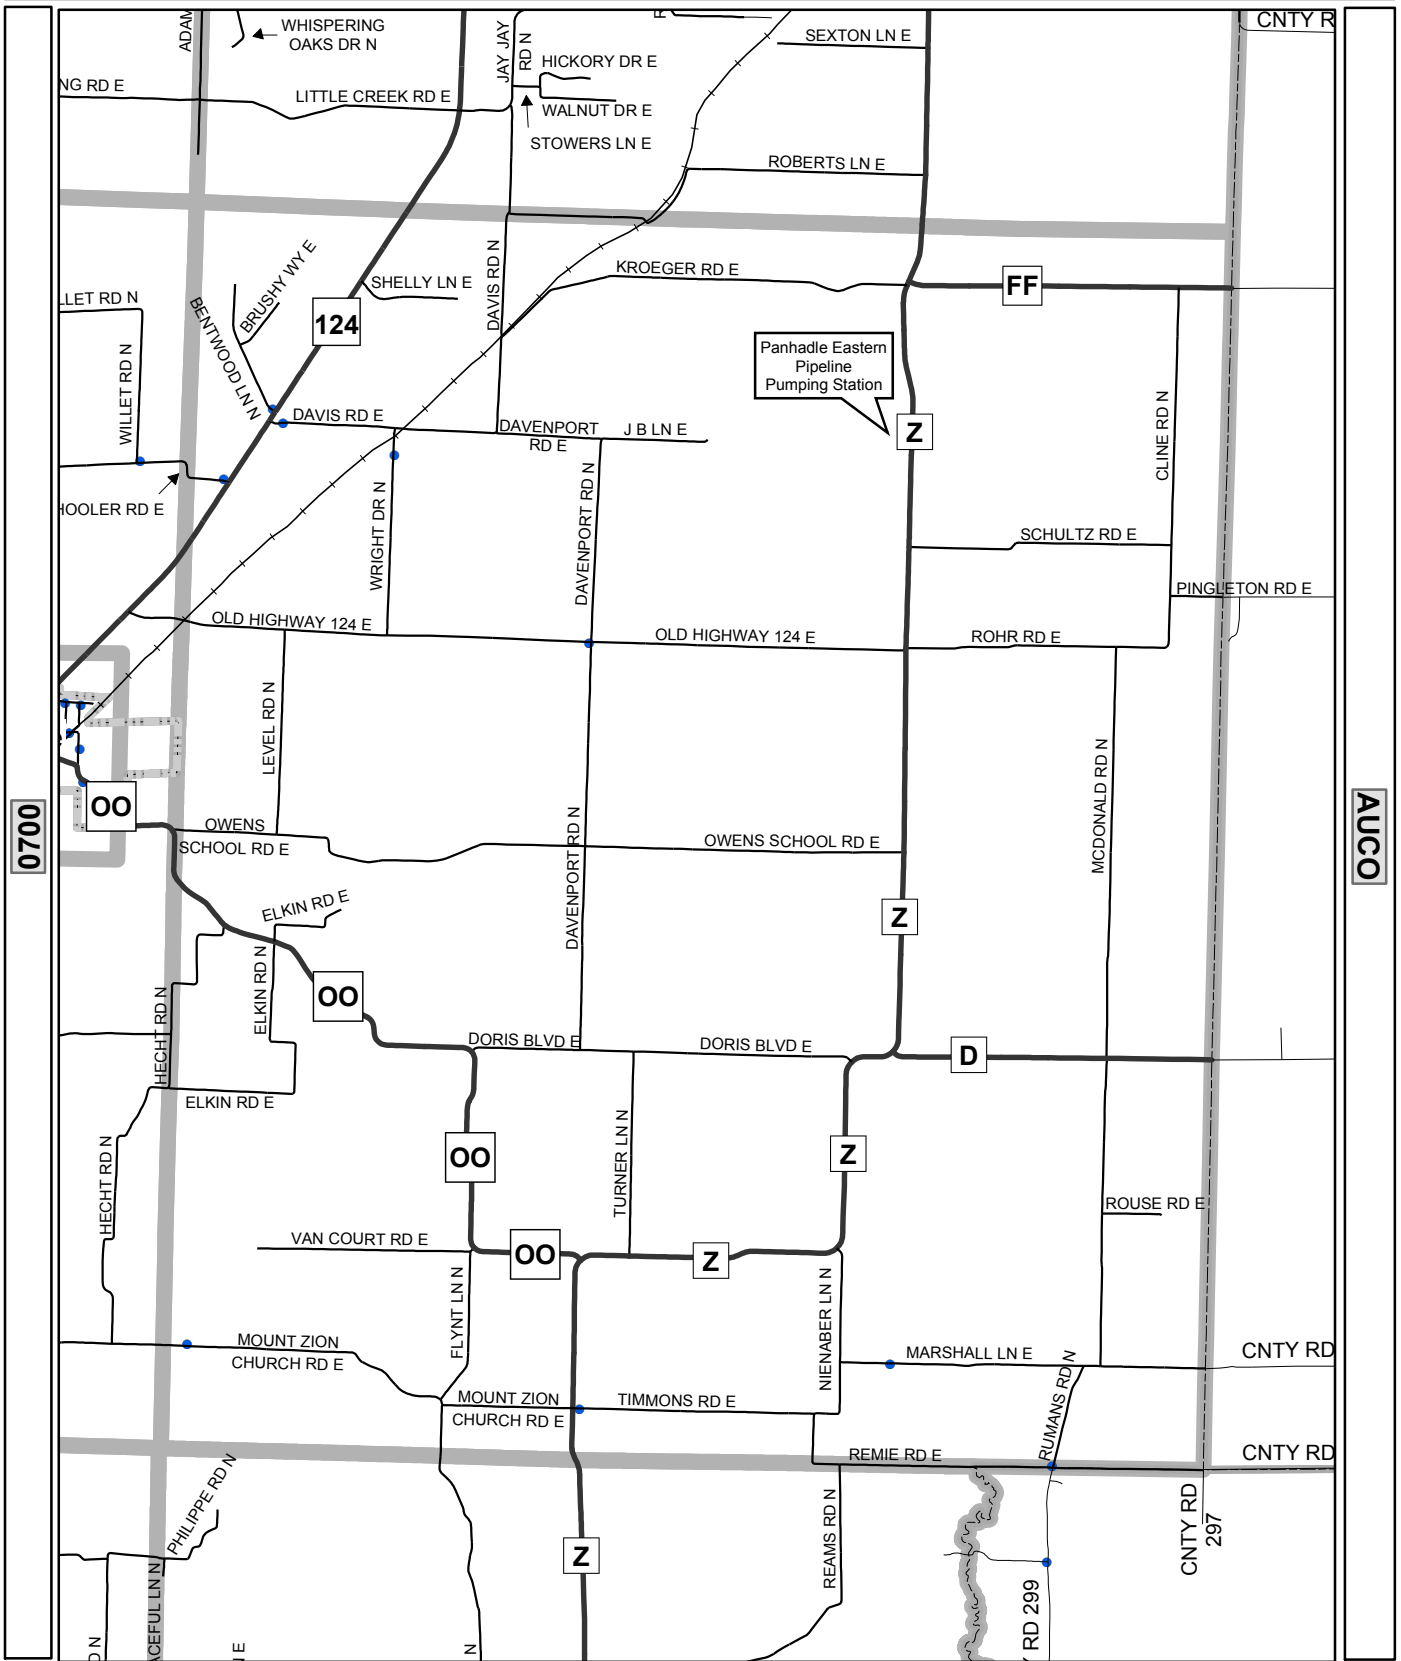 CNTY R
ADAM
WHISPERING
OAKS DR N
JAY JAY
RD N
SEXTON LN E
HICKORY DR E
NG RD E
LITTLE CREEK RD E
WALNUT DR E
STOWERS LN E
ROBERTS LN E
BRUSHY WY E
SHELLY LN E
DAVIS RD N
KROEGER RD E
FF
LLET RD N
BENTWOOD LN N
124
WILLET RD N
Panhadle Eastern
Pipeline
Pumping Station
Z
CLINE RD N
DAVIS RD E
DAVENPORT
RD E
J B LN E
HOOLER RD E
WRIGHT DR N
DAVENPORT RD N
SCHULTZ RD E
PINGLETON RD E
OLD HIGHWAY 124 E
OLD HIGHWAY 124 E
ROHR RD E
LEVEL RD N
MCDONALD RD N
0700
AUCO
OO
OWENS
SCHOOL RD E
DAVENPORT RD N
OWENS SCHOOL RD E
ELKIN RD E
Z
ELKIN RD N
OO
HECHT RD N
DORIS BLVD E
DORIS BLVD E
D
ELKIN RD E
HECHT RD N
OO
TURNER LN N
Z
ROUSE RD E
VAN COURT RD E
OO
Z
FLYNT LN N
NIENABER LN N
MOUNT ZION
CHURCH RD E
MARSHALL LN E
CNTY RD
RUMANS RD N
MOUNT ZION
CHURCH RD E
TIMMONS RD E
REMIE RD E
CNTY RD
PHILIPPE RD N
REAMS RD N
CNTY RD
297
Z
ACEFUL LN N
RD 299
D N
N E
N